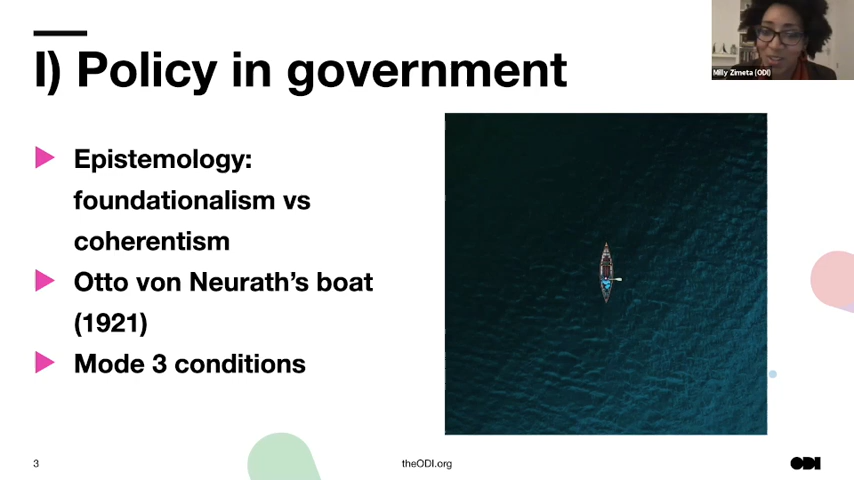 I) Policy in government
Milly Zimeta (ODI)
Epistemology:
foundationalism vs
coherentism
Otto von Neurath's boat
(1921)
Mode 3 conditions
3
theODI.org
ODI